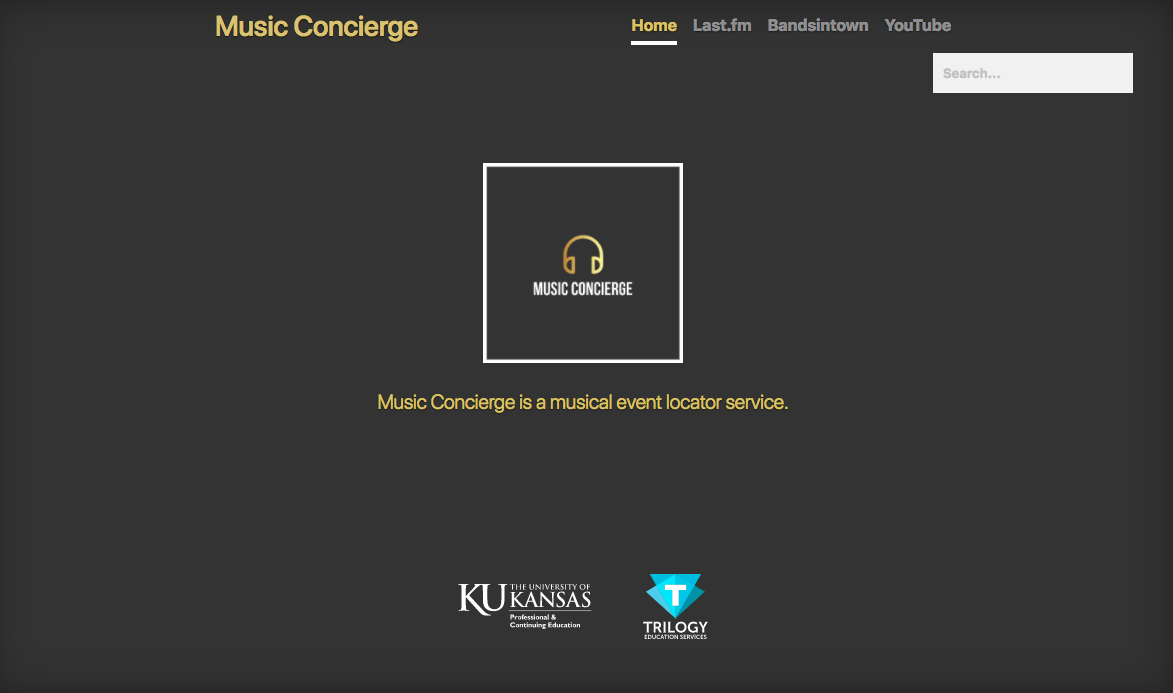 Music Concierge
Home Last.fm Bandsintown YouTube
Search...
MUSIC CONCIERGE
Music Concierge is a musical event locator service.
KU THE UNIVERSITY OF
KANSAS
Professional &
Continuing Education
T
TRILOGY
EDUCATION SERVICES